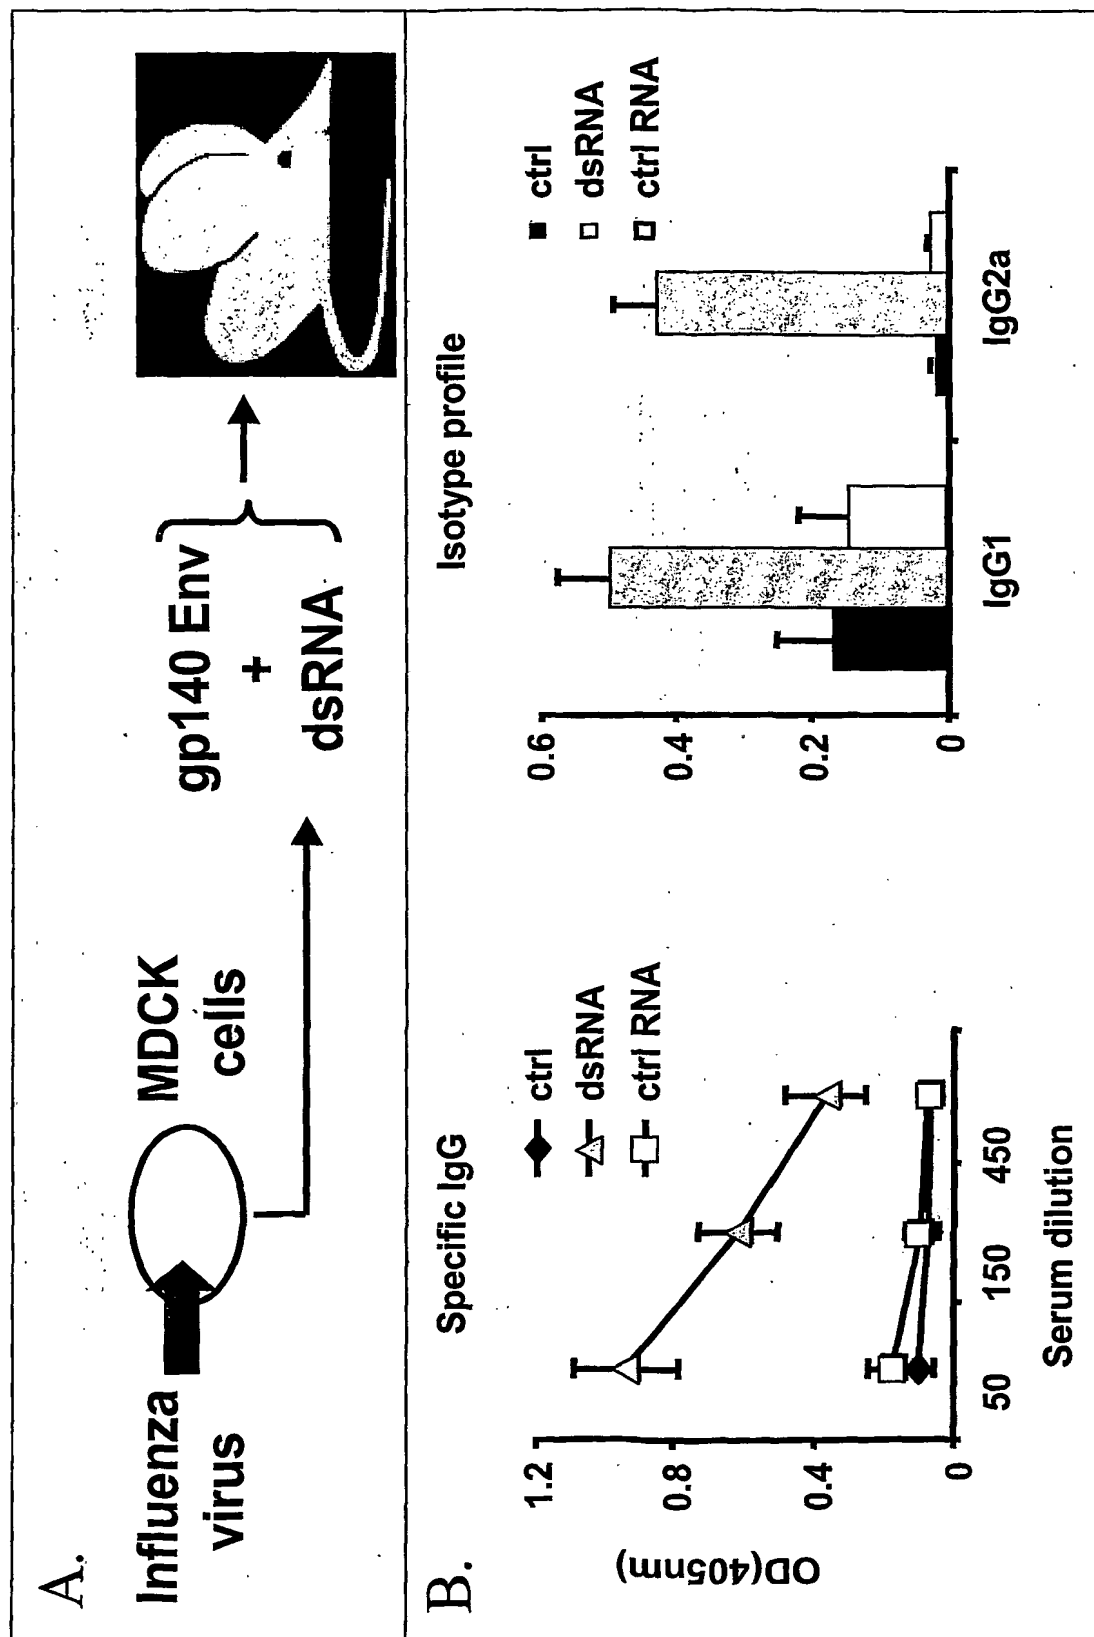 A.
Influenza
virus
MDCK
cells
gp140 Env
+
dsRNA
B.
Specific IgG
ctrl
dsRNA
ctrl RNA
OD(405nm)
1.2
0.8
0.4
0
50
150
450
Serum dilution
Isotype profile
ctrl
dsRNA
ctrl RNA
0.6
0.4
0.2
0
IgG1
IgG2a